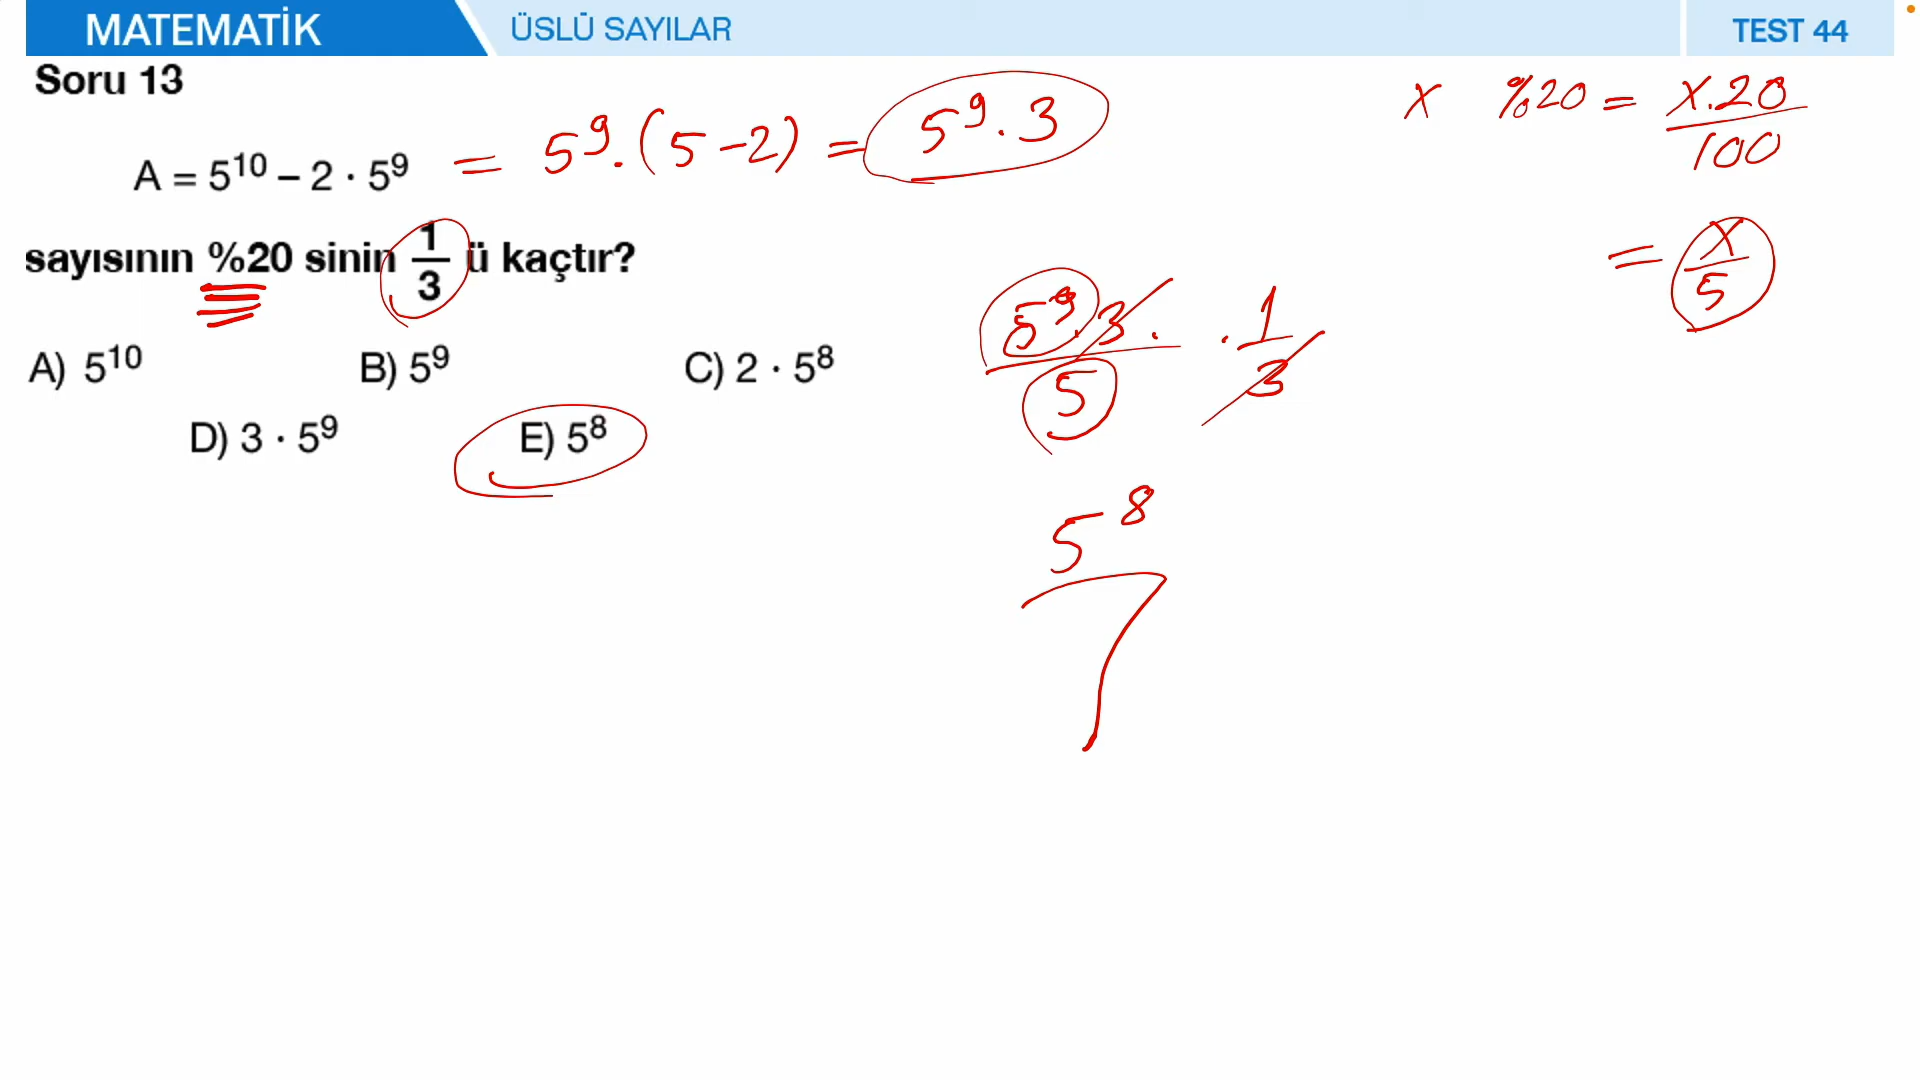 MATEMATİK ÜSLÜ SAYILAR TEST 44
Soru 13
A = 5¹⁰ – 2 · 5⁹ = 5⁹.(5-2) = 5⁹.3
x %20 = x.20/100
= x/5
sayısının %20 sinin 1/3 ü kaçtır?
5⁹.3. /5 . 1/3
A) 5¹⁰ B) 5⁹ C) 2 · 5⁸
D) 3 · 5⁹ E) 5⁸
5⁸